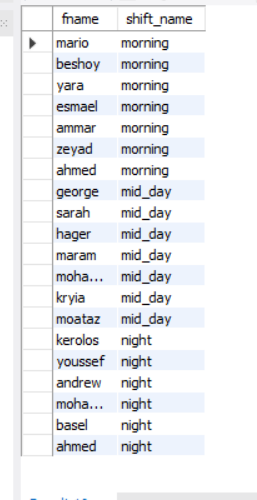 fname shift_name
mario morning
beshoy morning
yara morning
esmael morning
ammar morning
zeyad morning
ahmed morning
george mid_day
sarah mid_day
hager mid_day
maram mid_day
moha... mid_day
kryia mid_day
moataz mid_day
kerolos night
youssef night
andrew night
moha... night
basel night
ahmed night